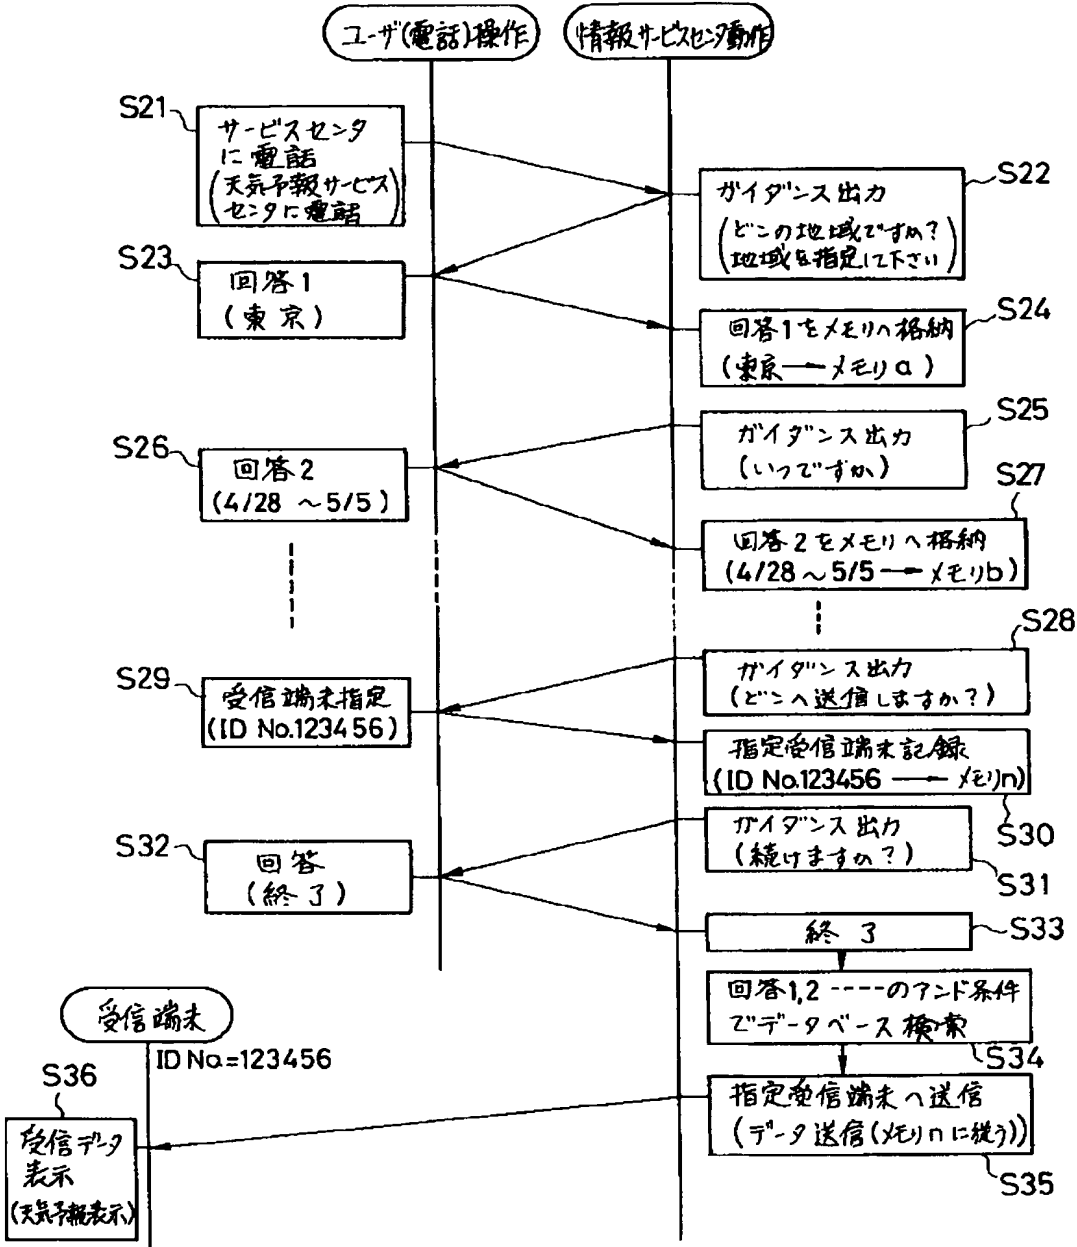 ユーザ(電話)操作
情報サービスセンタ動作
S21
サービスセンタ
に電話
(天気予報サービス
センタに電話)
S22
ガイダンス出力
(どこの地域ですか?
地域を指定して下さい)
S23
回答1
(東京)
S24
回答1をメモリへ格納
(東京→メモリa)
S25
ガイダンス出力
(いつですか)
S26
回答2
(4/28 ~5/5)
S27
回答2をメモリへ格納
(4/28~5/5→メモリb)
S28
ガイダンス出力
(どこへ送信しますか?)
S29
受信端末指定
(ID No.123456)
指定受信端末記録
(ID No.123456→メモリn)
S30
ガイダンス出力
(続けますか?)
S31
S32
回答
(終了)
終了
S33
回答1,2----のアンド条件
でデータベース検索
S34
受信端末
ID No.=123456
指定受信端末へ送信
(データ送信(メモリnに従う))
S35
S36
受信データ
表示
(天気予報表示)